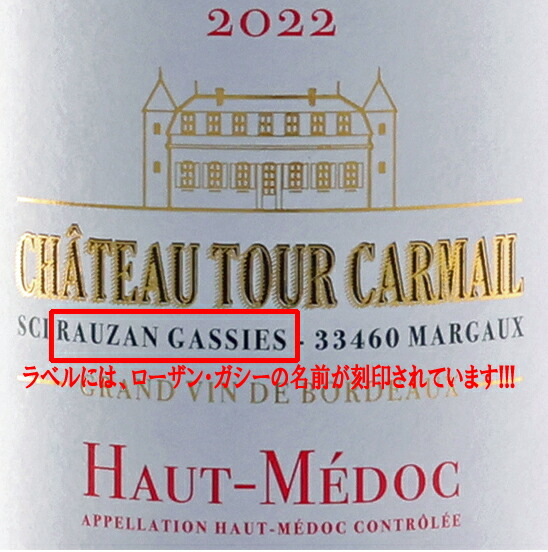 2022
CHÂTEAU TOUR CARMAIL
SCI RAUZAN GASSIES - 33460 MARGAUX
ラベルには、ローザン・ガシーの名前が刻印されています!!!
GRAND VIN DE BORDEAUX
HAUT-MÉDOC
APPELLATION HAUT-MÉDOC CONTRÔLÉE